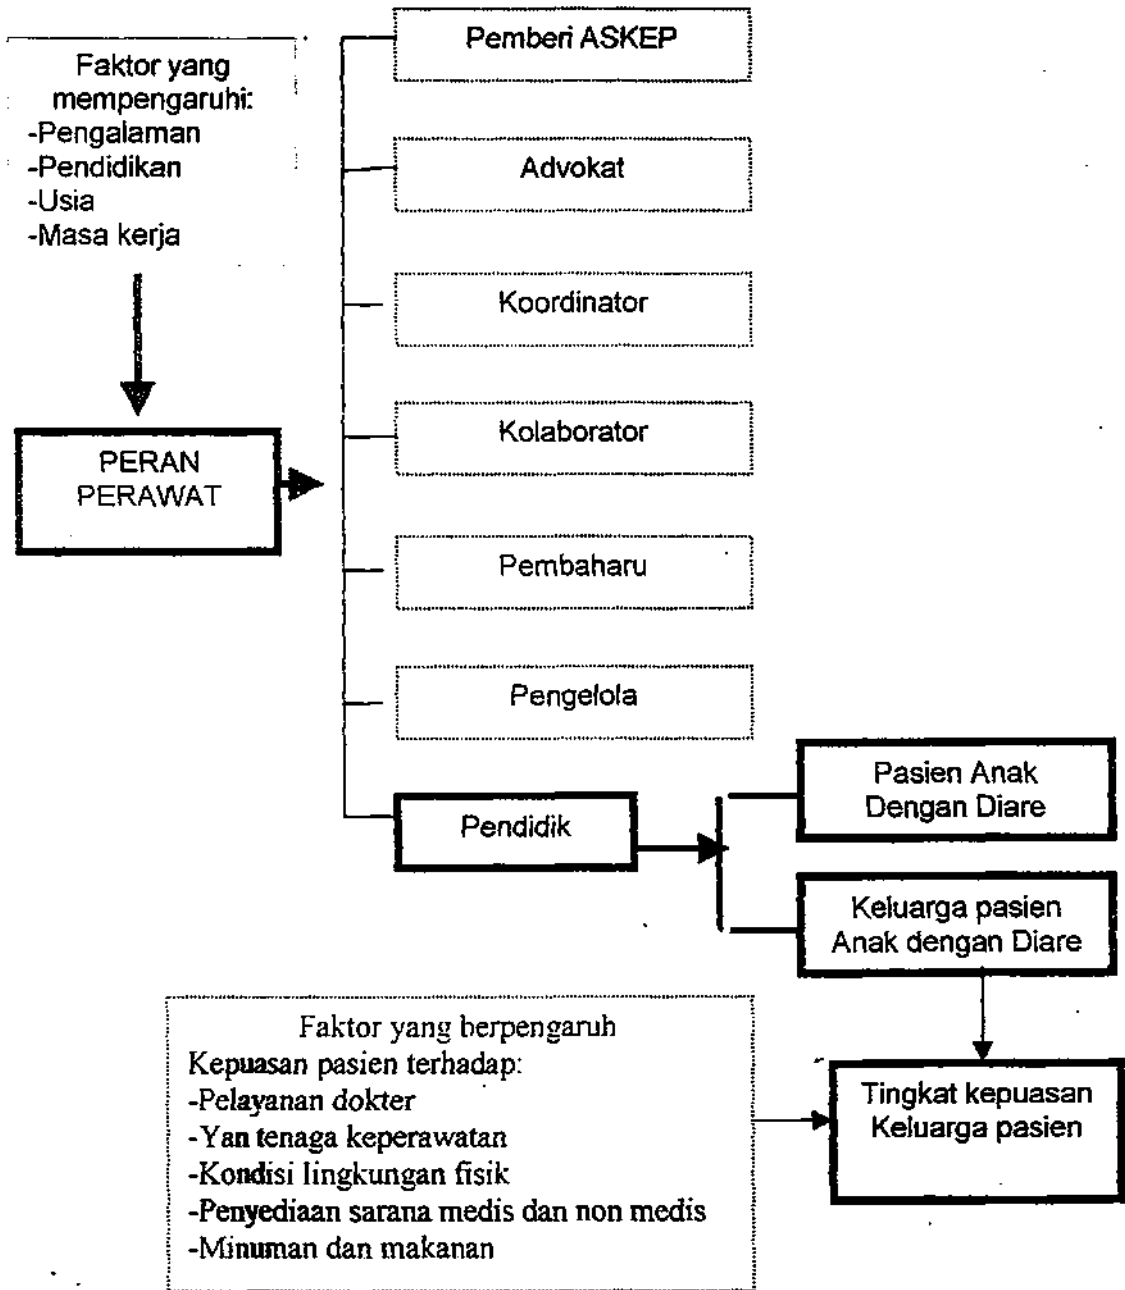 Pemberi ASKEP
Faktor yang
mempengaruhi:
-Pengalaman
-Pendidikan
-Usia
-Masa kerja
Advokat
Koordinator
Kolaborator
PERAN
PERAWAT
Pembaharu
Pengelola
Pendidik
Pasien Anak
Dengan Diare
Keluarga pasien
Anak dengan Diare
Faktor yang berpengaruh
Kepuasan pasien terhadap:
-Pelayanan dokter
-Yan tenaga keperawatan
-Kondisi lingkungan fisik
-Penyediaan sarana medis dan non medis
-Minuman dan makanan
Tingkat kepuasan
Keluarga pasien